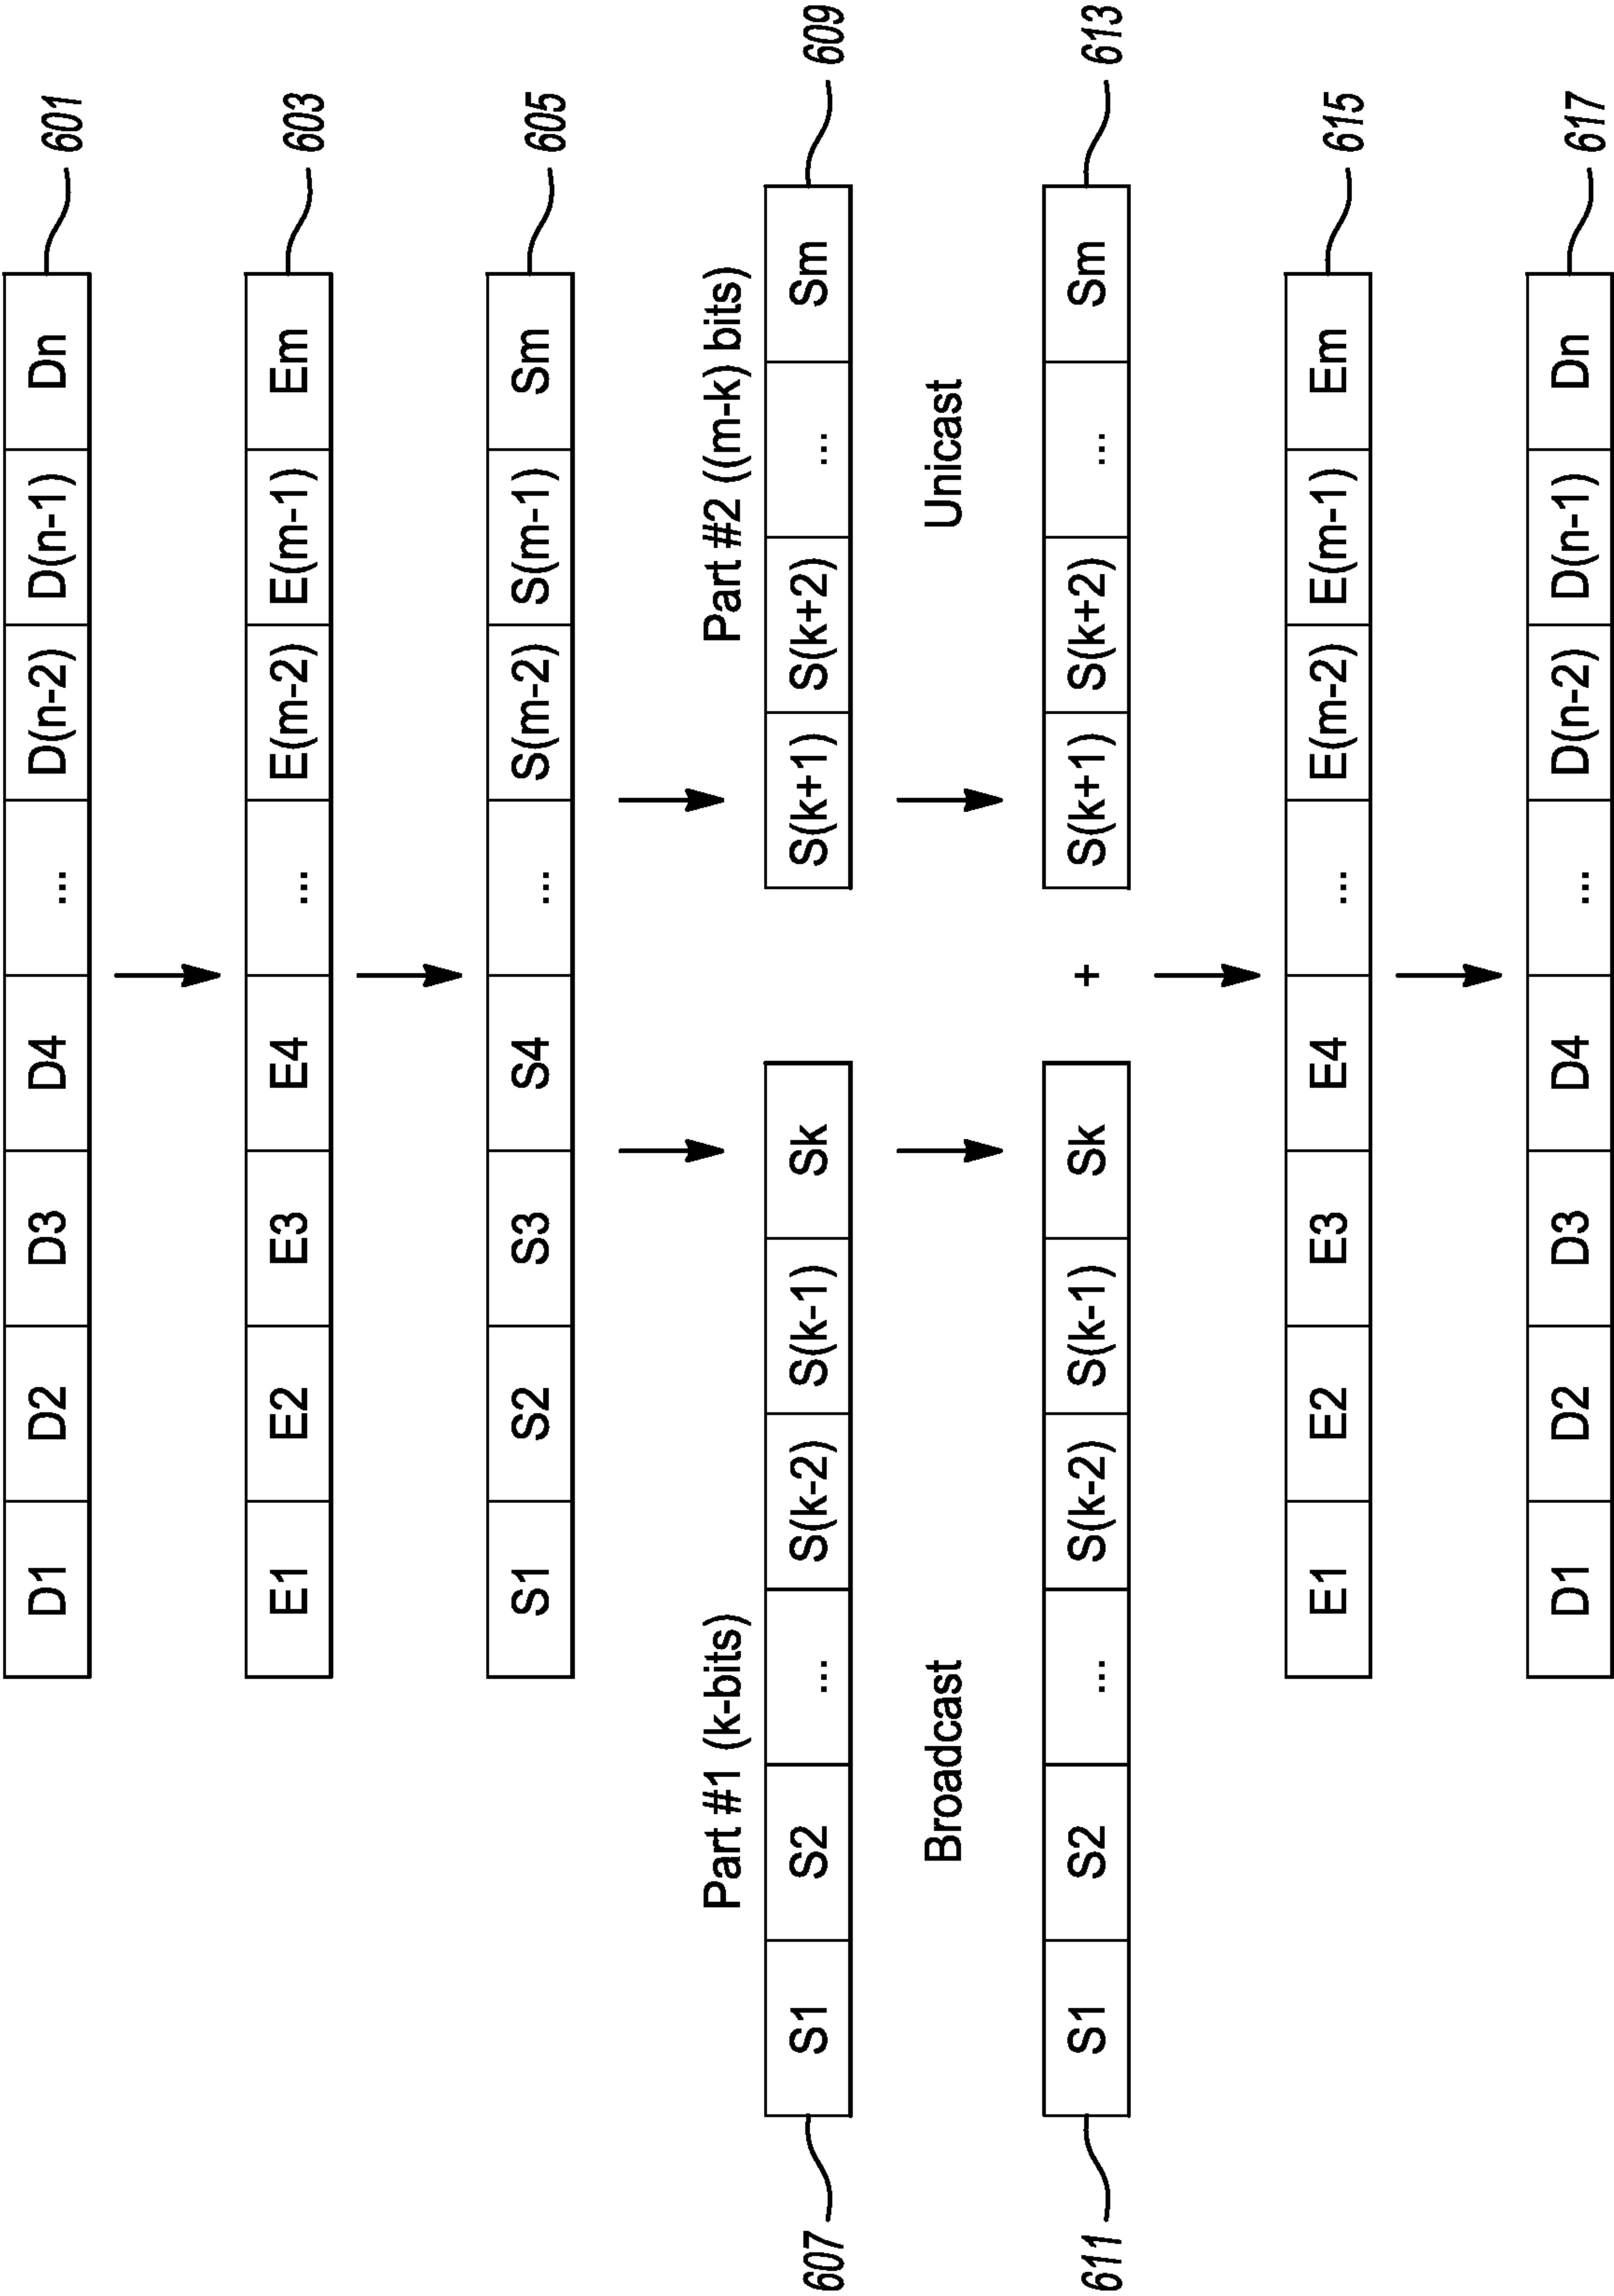 D1 D2 D3 D4 ... D(n-2) D(n-1) Dn 601
E1 E2 E3 E4 ... E(m-2) E(m-1) Em 603
S1 S2 S3 S4 ... S(m-2) S(m-1) Sm 605
Part #1 (k-bits) Part #2 ((m-k) bits)
607 S1 S2 ... S(k-2) S(k-1) Sk S(k+1) S(k+2) ... Sm 609
Broadcast Unicast
611 S1 S2 ... S(k-2) S(k-1) Sk + S(k+1) S(k+2) ... Sm 613
E1 E2 E3 E4 ... E(m-2) E(m-1) Em 615
D1 D2 D3 D4 ... D(n-2) D(n-1) Dn 617